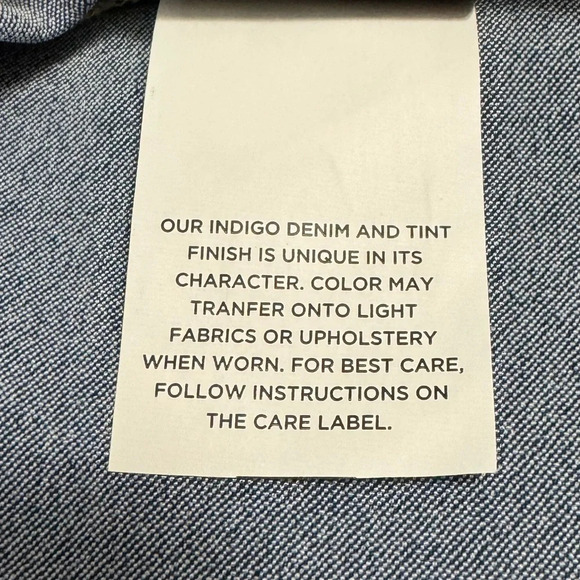 OUR INDIGO DENIM AND TINT
FINISH IS UNIQUE IN ITS
CHARACTER. COLOR MAY
TRANFER ONTO LIGHT
FABRICS OR UPHOLSTERY
WHEN WORN. FOR BEST CARE,
FOLLOW INSTRUCTIONS ON
THE CARE LABEL.